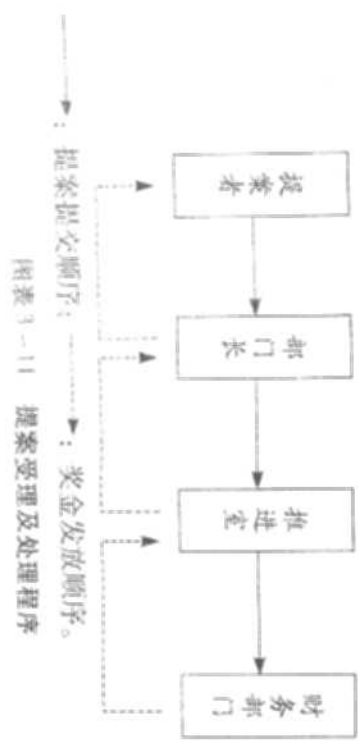 提案者
部门长
推进室
财务部门
：提案提交顺序；
：奖金发放顺序。
图表3-11 提案受理及处理程序